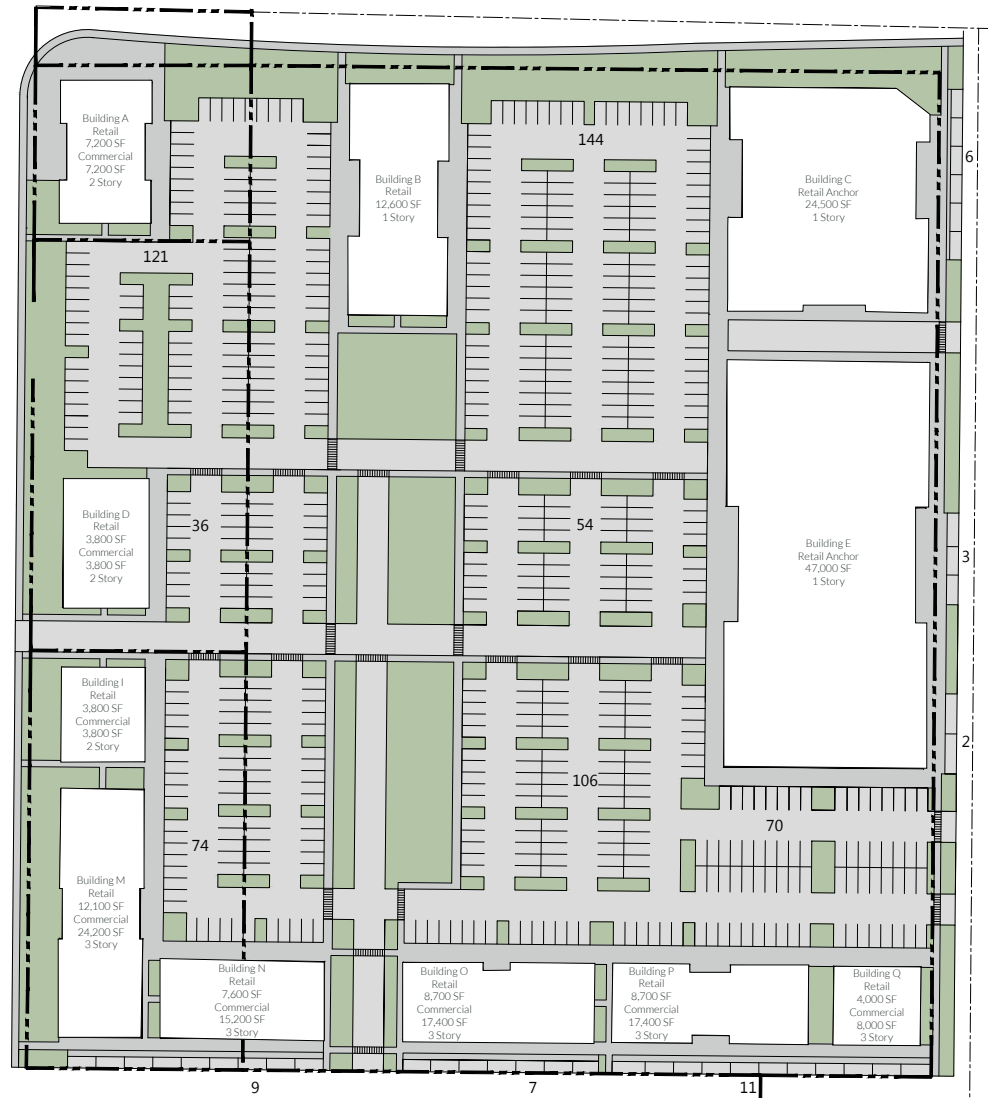 Building A
Retail
7,200 SF
Commercial
7,200 SF
2 Story
Building B
Retail
12,600 SF
1 Story
144
Building C
Retail Anchor
24,500 SF
1 Story
6
121
Building D
Retail
3,800 SF
Commercial
3,800 SF
2 Story
36
54
Building E
Retail Anchor
47,000 SF
1 Story
3
Building I
Retail
3,800 SF
Commercial
3,800 SF
2 Story
2
106
70
74
Building M
Retail
12,100 SF
Commercial
24,200 SF
3 Story
Building N
Retail
7,600 SF
Commercial
15,200 SF
3 Story
Building O
Retail
8,700 SF
Commercial
17,400 SF
3 Story
Building P
Retail
8,700 SF
Commercial
17,400 SF
3 Story
Building Q
Retail
4,000 SF
Commercial
8,000 SF
3 Story
9
7
11